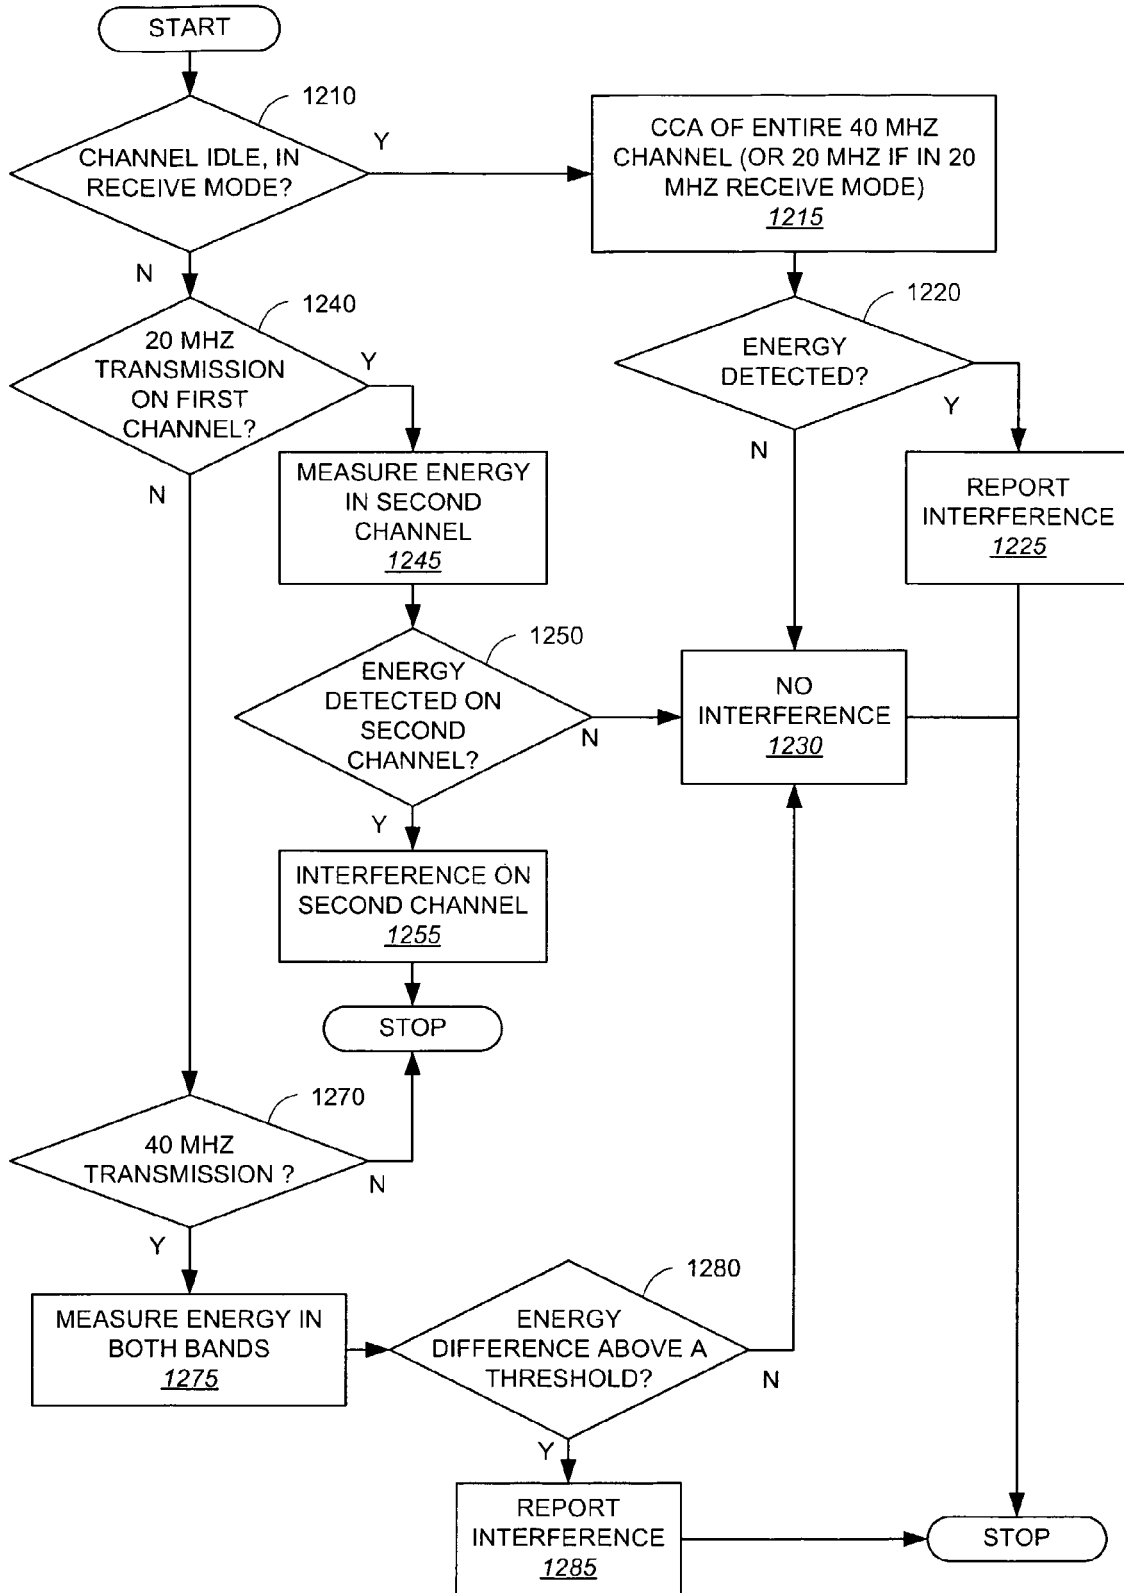 START
1210
CHANNEL IDLE, IN
RECEIVE MODE?
Y
CCA OF ENTIRE 40 MHZ
CHANNEL (OR 20 MHZ IF IN 20
MHZ RECEIVE MODE)
1215
N
1240
20 MHZ
TRANSMISSION
ON FIRST
CHANNEL?
Y
N
1220
ENERGY
DETECTED?
Y
N
MEASURE ENERGY
IN SECOND
CHANNEL
1245
REPORT
INTERFERENCE
1225
1250
ENERGY
DETECTED ON
SECOND
CHANNEL?
N
Y
NO
INTERFERENCE
1230
INTERFERENCE ON
SECOND CHANNEL
1255
STOP
1270
40 MHZ
TRANSMISSION ?
N
Y
MEASURE ENERGY IN
BOTH BANDS
1275
1280
ENERGY
DIFFERENCE ABOVE A
THRESHOLD?
N
Y
REPORT
INTERFERENCE
1285
STOP